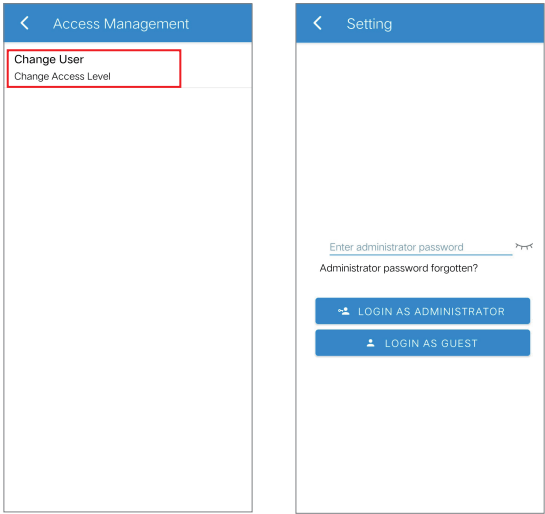 Access Management
Change User
Change Access Level
Setting
Enter administrator password
Administrator password forgotten?
LOGIN AS ADMINISTRATOR
LOGIN AS GUEST